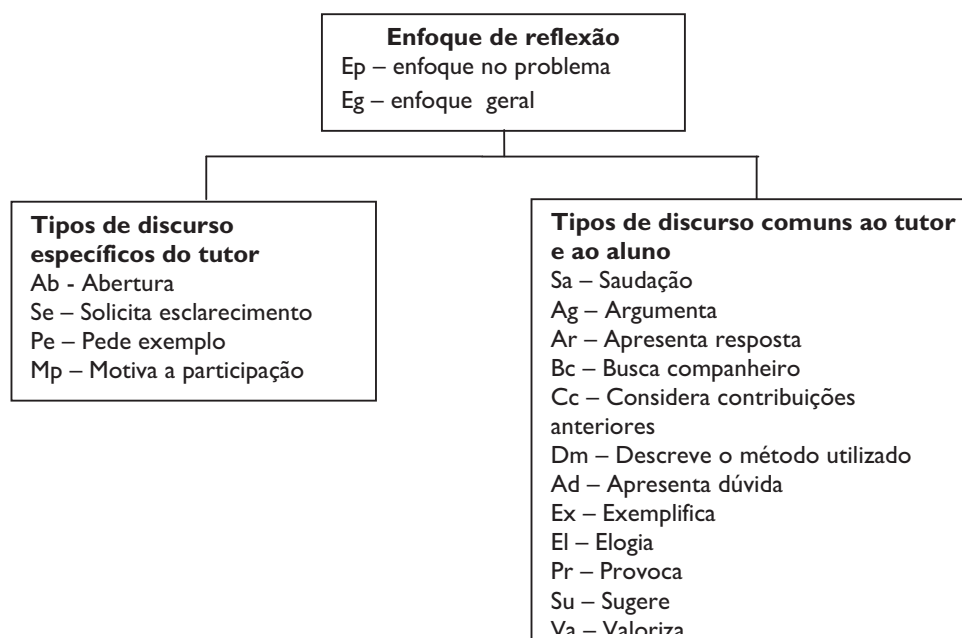 Enfoque de reflexão
Ep – enfoque no problema
Eg – enfoque geral
Tipos de discurso
específicos do tutor
Ab - Abertura
Se – Solicita esclarecimento
Pe – Pede exemplo
Mp – Motiva a participação
Tipos de discurso comuns ao tutor
e ao aluno
Sa – Saudação
Ag – Argumenta
Ar – Apresenta resposta
Bc – Busca companheiro
Cc – Considera contribuições
anteriores
Dm – Descreve o método utilizado
Ad – Apresenta dúvida
Ex – Exemplifica
El – Elogia
Pr – Provoca
Su – Sugere
Va – Valoriza